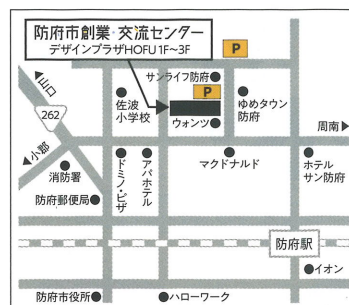 防府市創業・交流センター
デザインプラザHOFU 1F~3F
P
サンライフ防府
P
山口
262
佐波
小学校
ゆめタウン
防府
ウォンツ
周南
小郡
消防署
ドミノ・ピザ
アパホテル
マクドナルド
ホテル
サン防府
防府郵便局
防府駅
イオン
防府市役所
ハローワーク